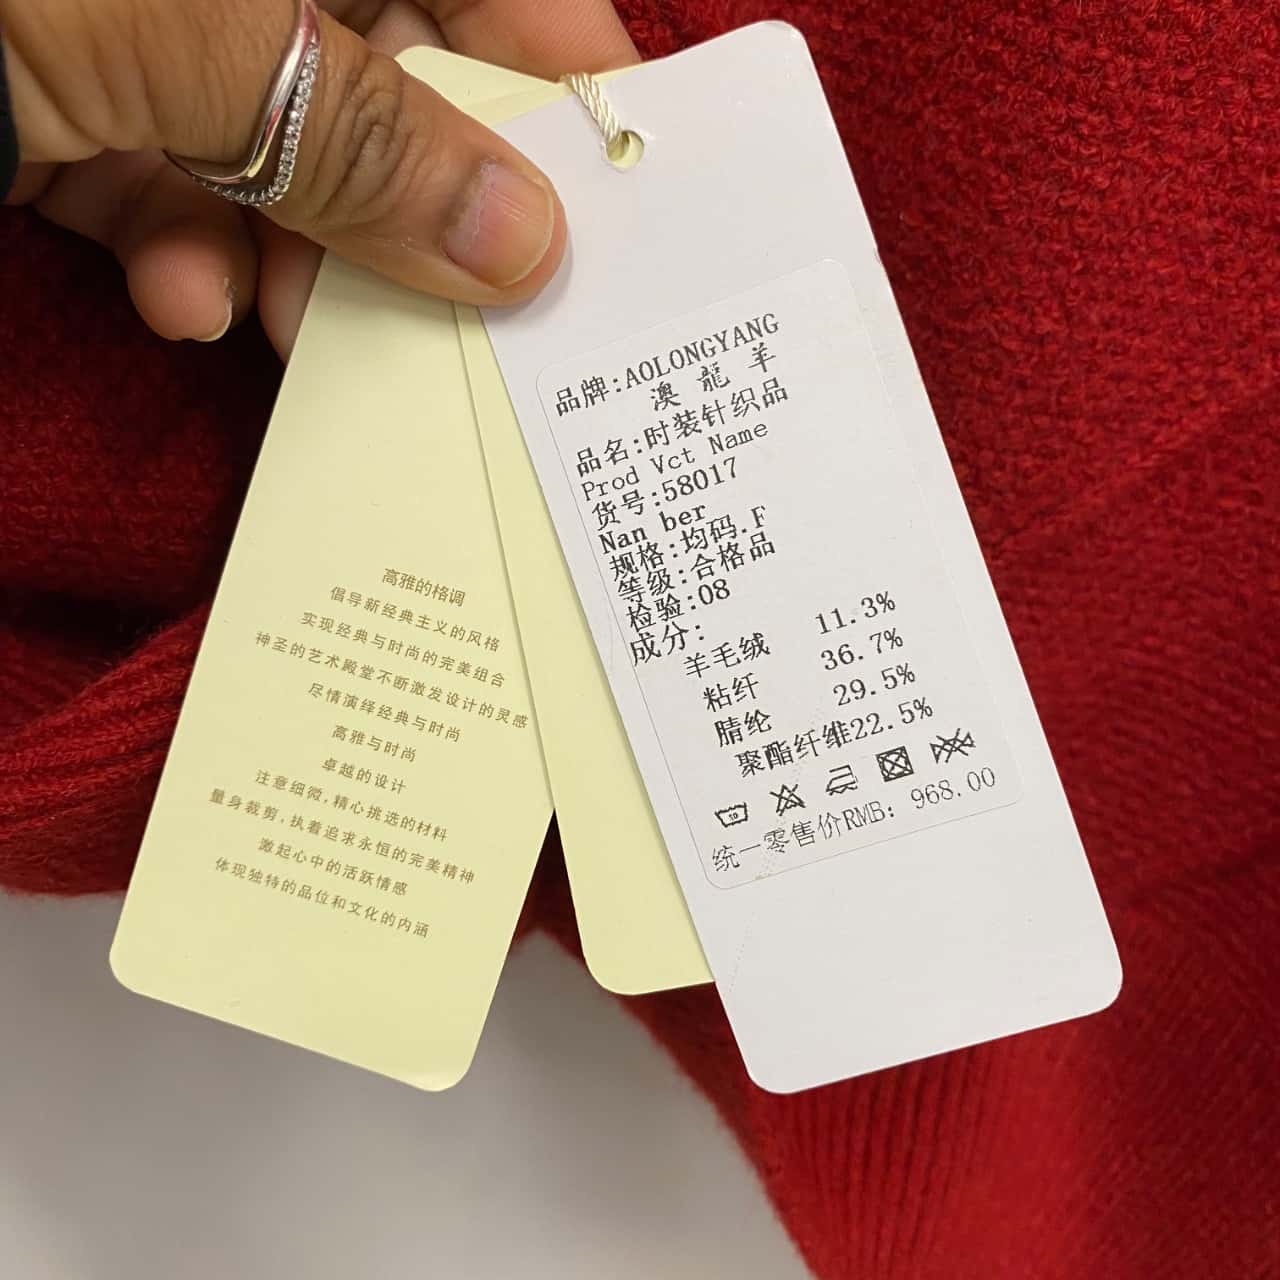 高雅的格调
倡导新经典主义的风格
实现经典与时尚的完美组合
神圣的艺术殿堂不断激发设计的灵感
尽情演绎经典与时尚
高雅与时尚
卓越的设计
注意细微,精心挑选的材料
量身裁剪,执着追求永恒的完美精神
激起心中的活跃情感
体现独特的品位和文化的内涵
品牌:AOLONGYANG
澳龍羊
品名:时装针织品
Prod Vct Name
货号:58017
Nan ber
规格:均码.F
等级:合格品
检验:08
成分:
羊毛绒 11.3%
粘纤 36.7%
腈纶 29.5%
聚酯纤维22.5%
30
统一零售价RMB: 968.00